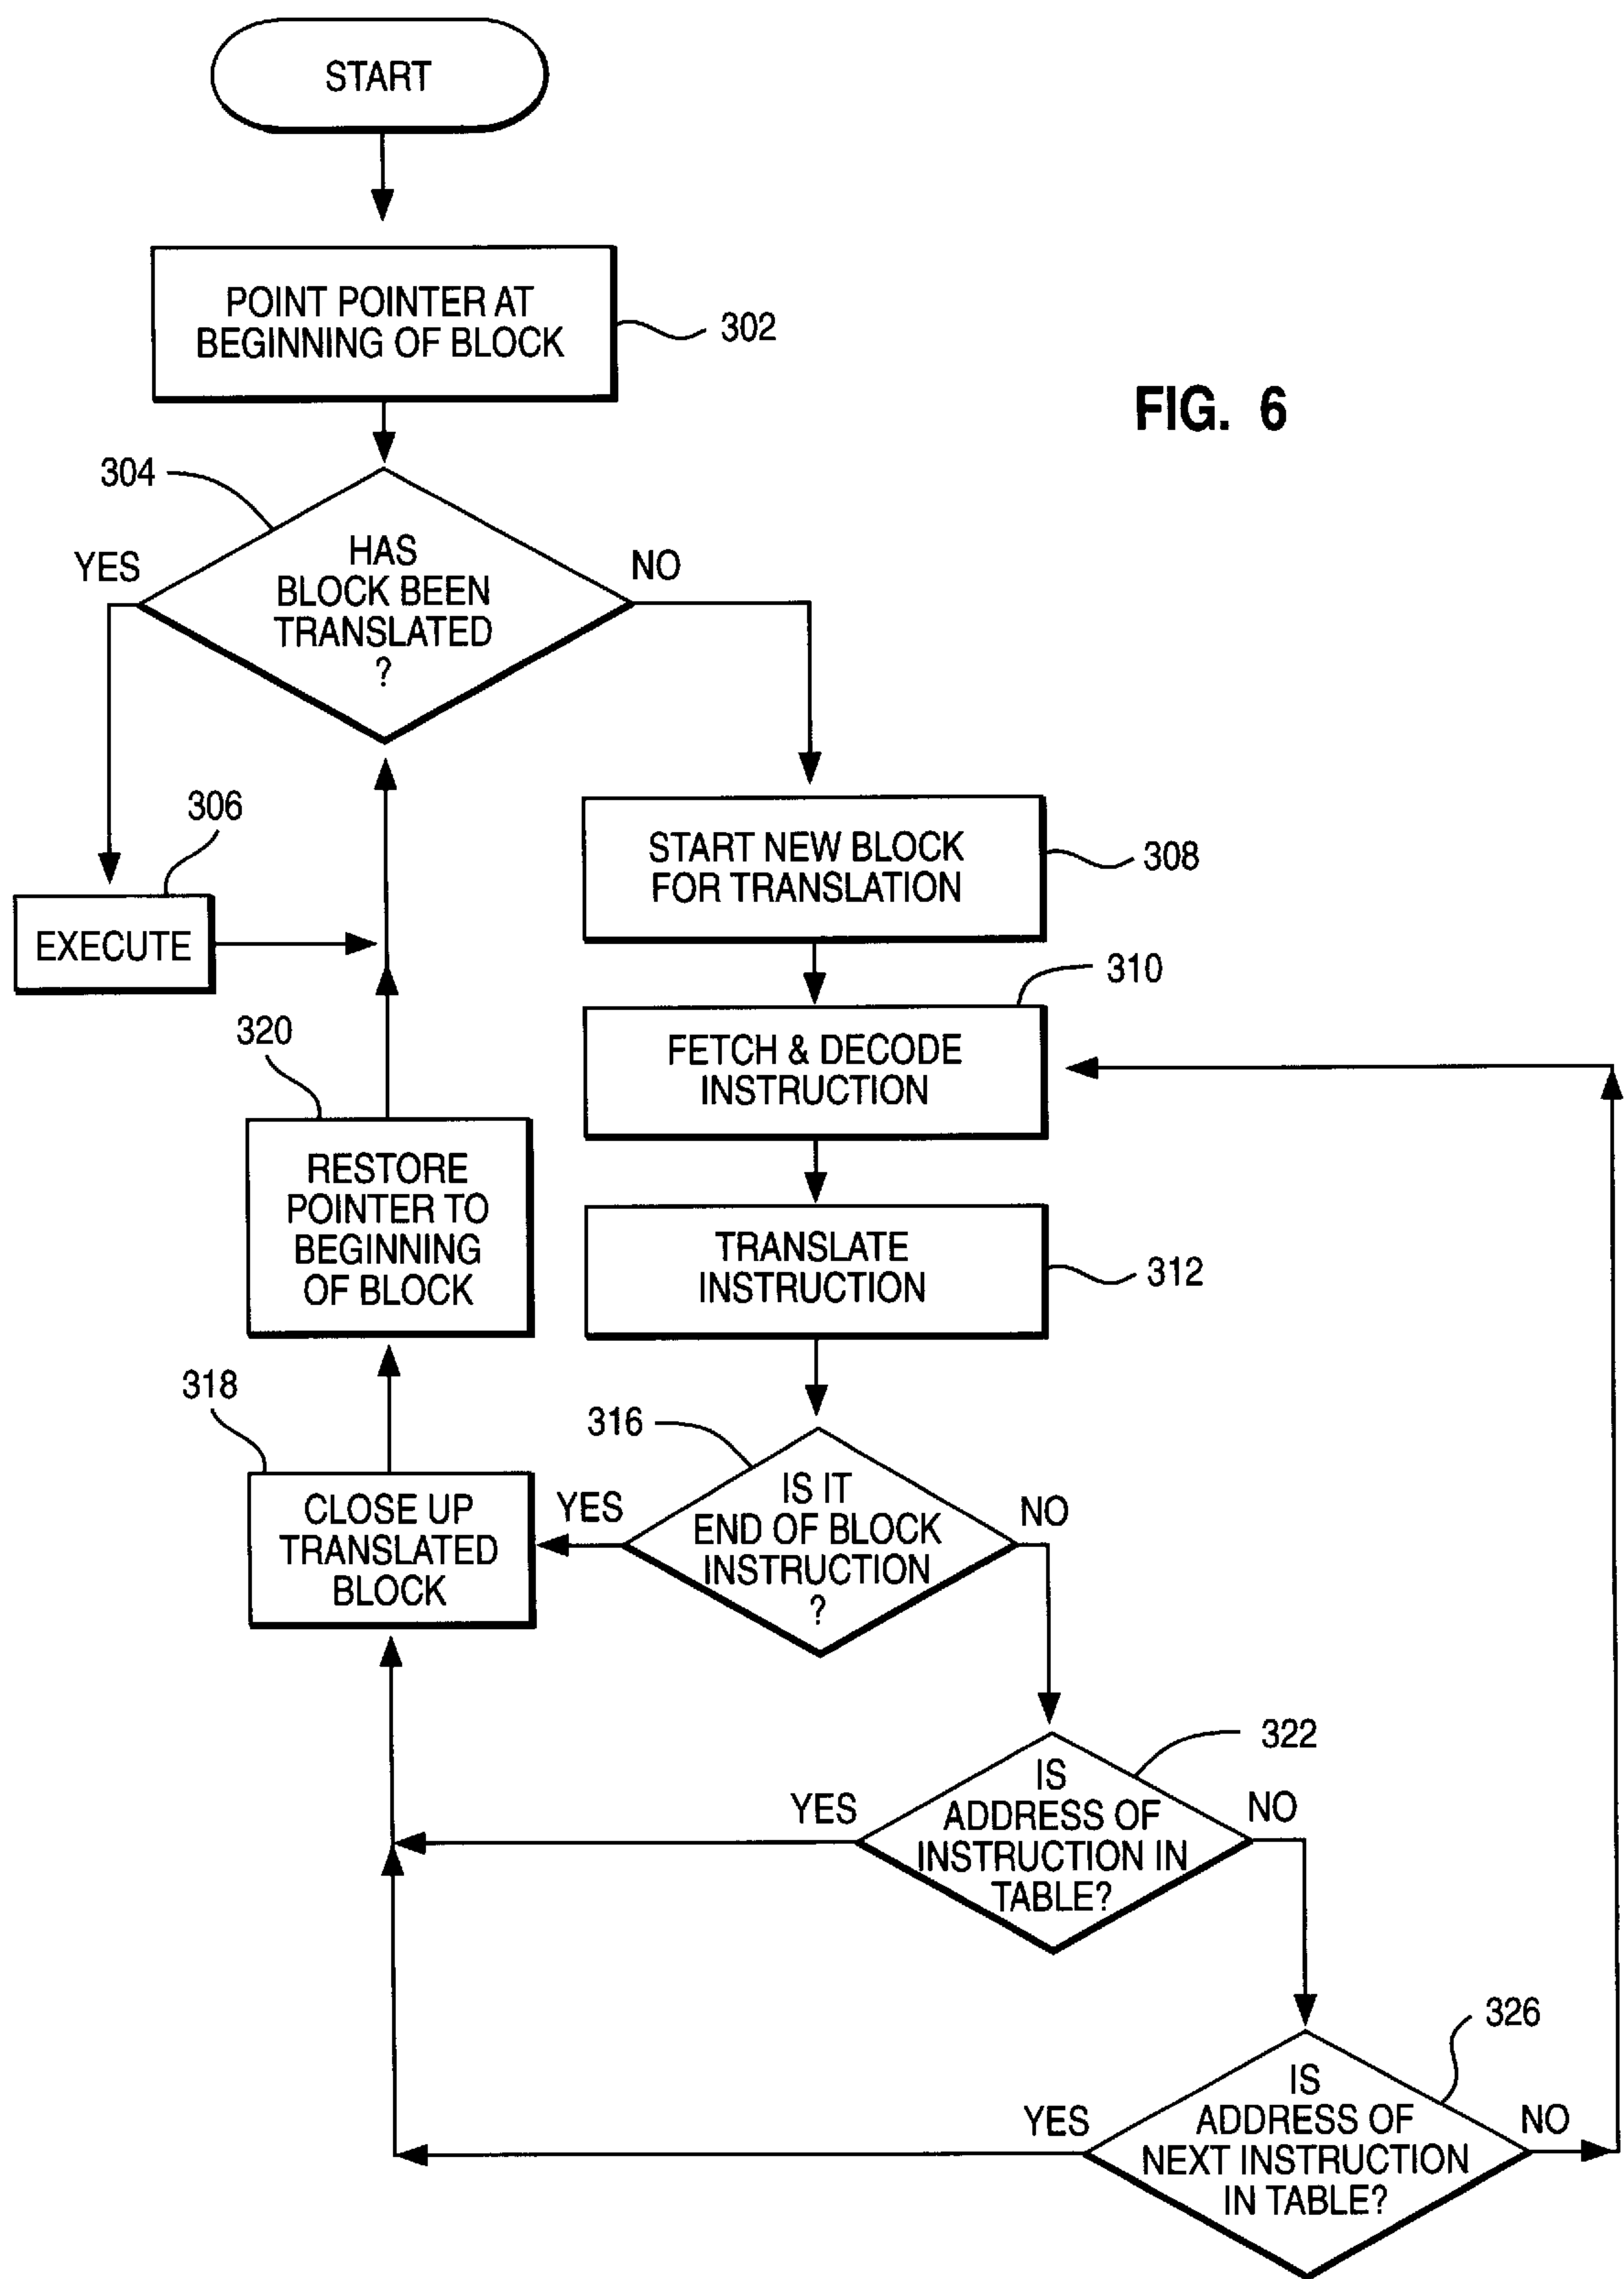 START
POINT POINTER AT
BEGINNING OF BLOCK
302
FIG. 6
304
YES
HAS
BLOCK BEEN
TRANSLATED
?
NO
306
EXECUTE
START NEW BLOCK
FOR TRANSLATION
308
310
FETCH & DECODE
INSTRUCTION
320
RESTORE
POINTER TO
BEGINNING
OF BLOCK
TRANSLATE
INSTRUCTION
312
318
CLOSE UP
TRANSLATED
BLOCK
316
YES
IS IT
END OF BLOCK
INSTRUCTION
?
NO
322
YES
IS
ADDRESS OF
INSTRUCTION IN
TABLE?
NO
326
YES
IS
ADDRESS OF
NEXT INSTRUCTION
IN TABLE?
NO